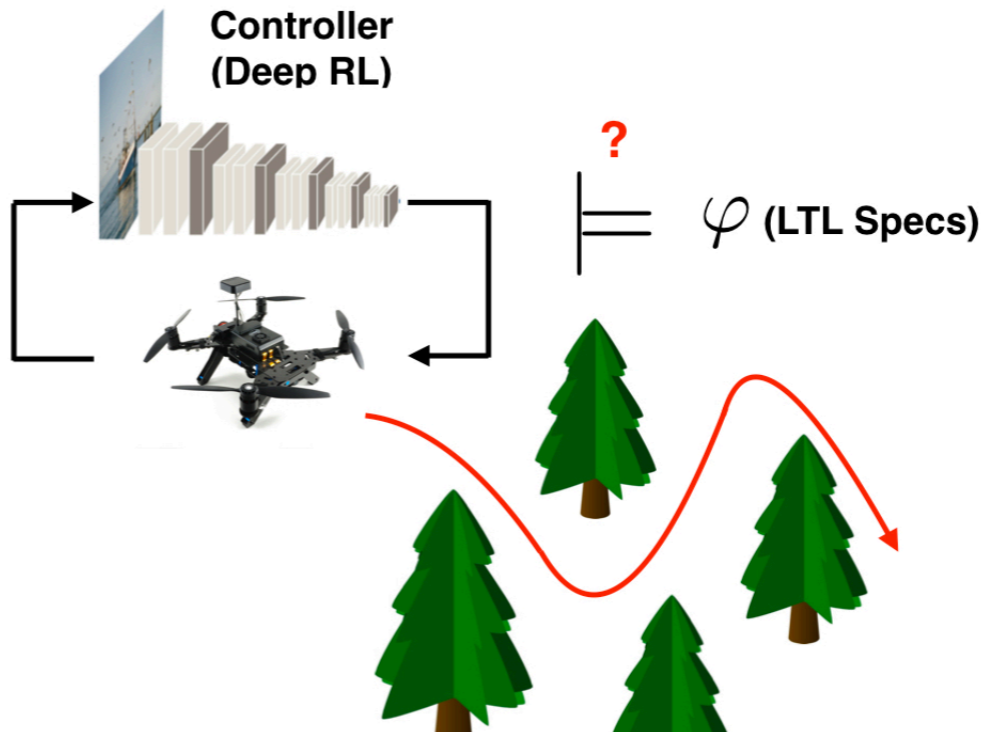 Controller
(Deep RL)
?
⊨ φ (LTL Specs)